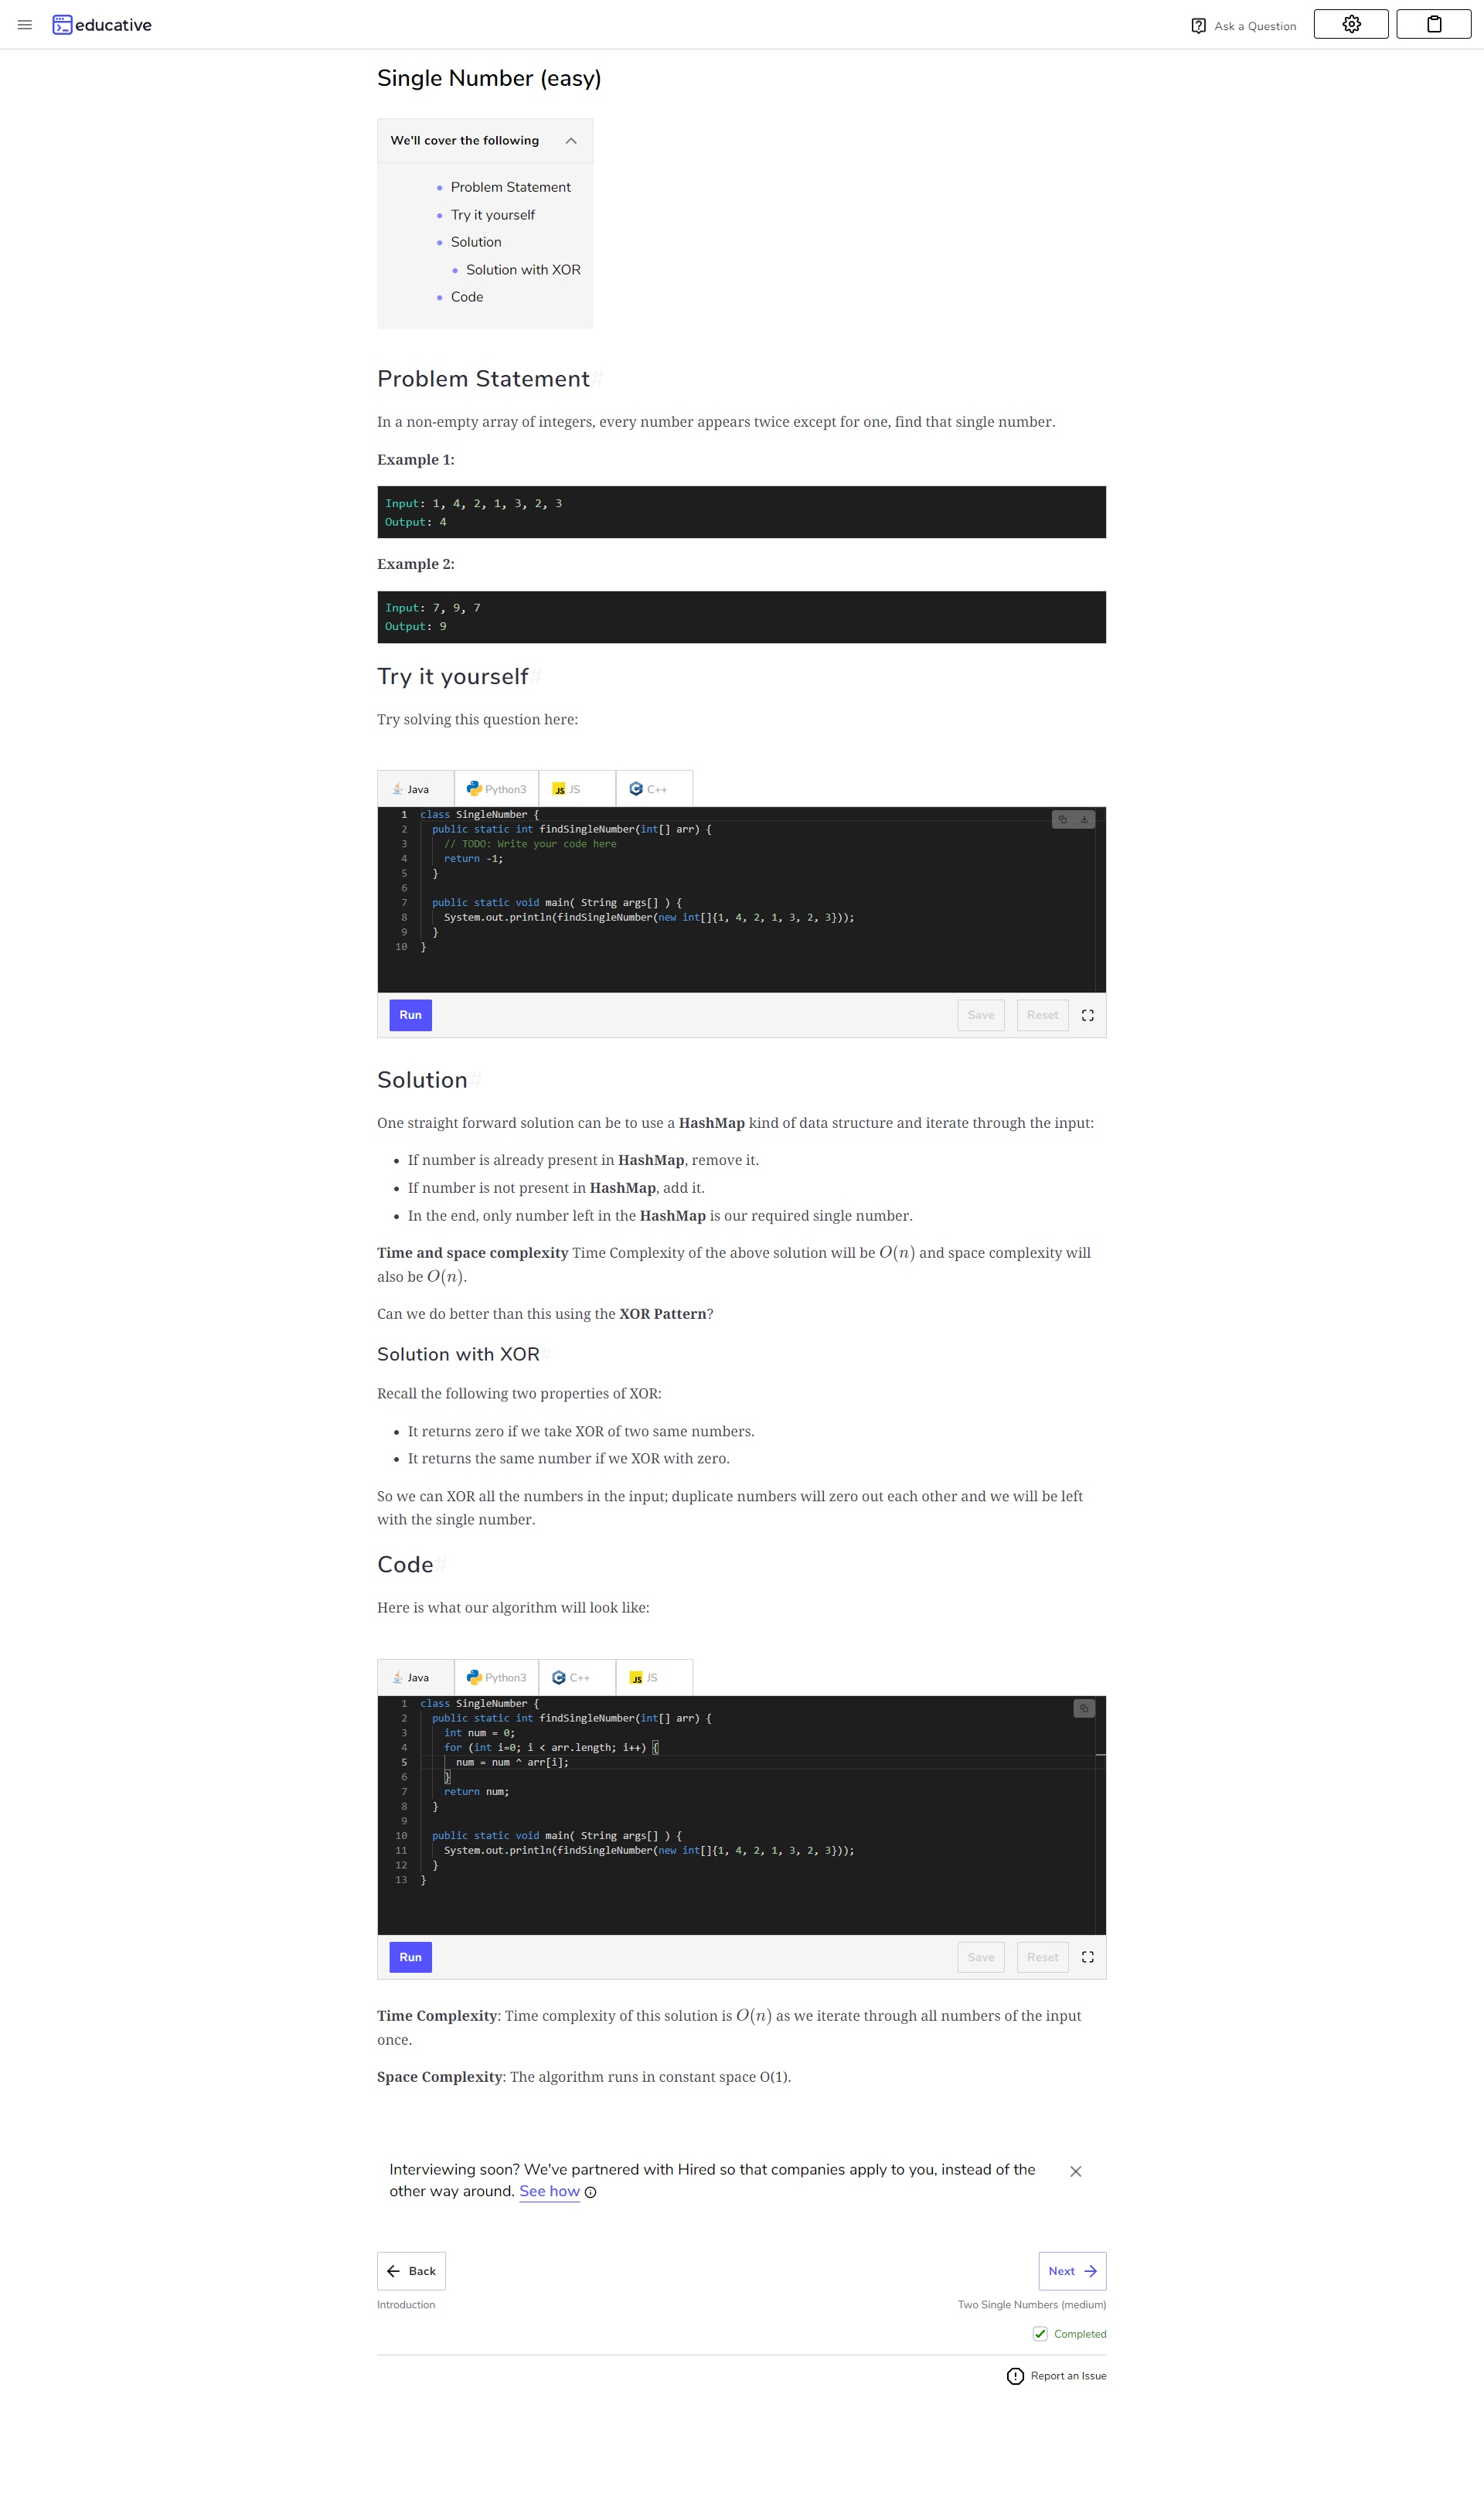 educative
Ask a Question
Single Number (easy)
We'll cover the following
Problem Statement
Try it yourself
Solution
Solution with XOR
Code
Problem Statement#
In a non-empty array of integers, every number appears twice except for one, find that single number.
Example 1:
Input: 1, 4, 2, 1, 3, 2, 3
Output: 4
Example 2:
Input: 7, 9, 7
Output: 9
Try it yourself#
Try solving this question here:
Java Python3 JS JS C++
1 class SingleNumber {
2 public static int findSingleNumber(int[] arr) {
3 // TODO: Write your code here
4 return -1;
5 }
6
7 public static void main( String args[] ) {
8 System.out.println(findSingleNumber(new int[]{1, 4, 2, 1, 3, 2, 3}));
9 }
10 }
Run Save Reset
Solution#
One straight forward solution can be to use a HashMap kind of data structure and iterate through the input:
• If number is already present in HashMap, remove it.
• If number is not present in HashMap, add it.
• In the end, only number left in the HashMap is our required single number.
Time and space complexity Time Complexity of the above solution will be O(n) and space complexity will
also be O(n).
Can we do better than this using the XOR Pattern?
Solution with XOR#
Recall the following two properties of XOR:
• It returns zero if we take XOR of two same numbers.
• It returns the same number if we XOR with zero.
So we can XOR all the numbers in the input; duplicate numbers will zero out each other and we will be left
with the single number.
Code#
Here is what our algorithm will look like:
Java Python3 C++ JS JS
1 class SingleNumber {
2 public static int findSingleNumber(int[] arr) {
3 int num = 0;
4 for (int i=0; i < arr.length; i++) {
5 num = num ^ arr[i];
6 }
7 return num;
8 }
9
10 public static void main( String args[] ) {
11 System.out.println(findSingleNumber(new int[]{1, 4, 2, 1, 3, 2, 3}));
12 }
13 }
Run Save Reset
Time Complexity: Time complexity of this solution is O(n) as we iterate through all numbers of the input
once.
Space Complexity: The algorithm runs in constant space O(1).
Interviewing soon? We've partnered with Hired so that companies apply to you, instead of the
other way around. See how
Back Next
Introduction Two Single Numbers (medium)
Completed
Report an Issue